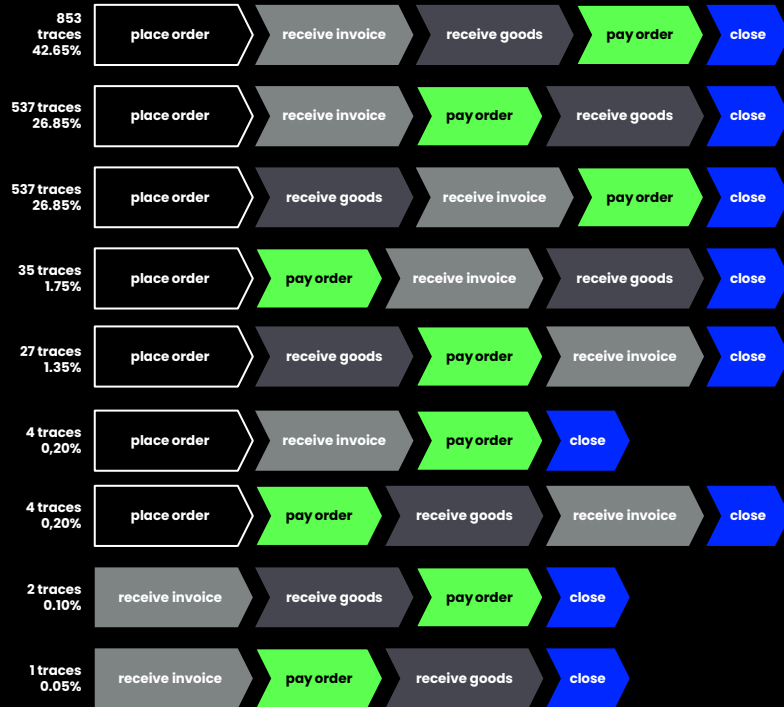 853
traces
42.65%
place order
receive invoice
receive goods
pay order
close
537 traces
26.85%
place order
receive invoice
pay order
receive goods
close
537 traces
26.85%
place order
receive goods
receive invoice
pay order
close
35 traces
1.75%
place order
pay order
receive invoice
receive goods
close
27 traces
1.35%
place order
receive goods
pay order
receive invoice
close
4 traces
0,20%
place order
receive invoice
pay order
close
4 traces
0,20%
place order
pay order
receive goods
receive invoice
close
2 traces
0.10%
receive invoice
receive goods
pay order
close
1 traces
0.05%
receive invoice
pay order
receive goods
close